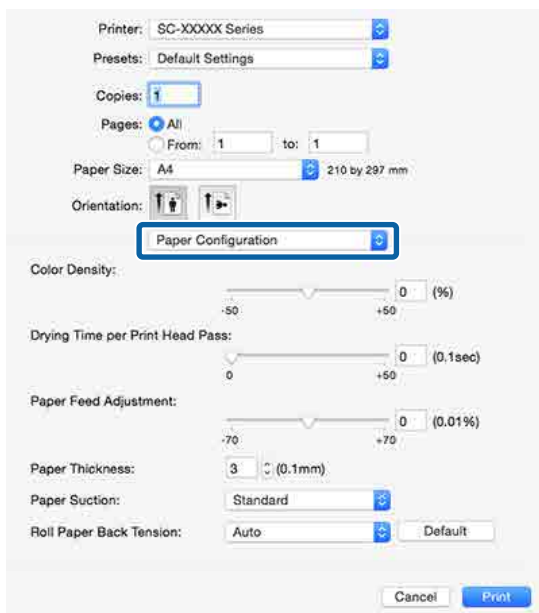 Printer: SC-XXXXX Series
Presets: Default Settings
Copies: 1
Pages: All
From: 1 to: 1
Paper Size: A4 210 by 297 mm
Orientation:
Paper Configuration
Color Density:
0 (%)
-50 +50
Drying Time per Print Head Pass:
0 (0.1sec)
0 +50
Paper Feed Adjustment:
0 (0.01%)
-70 +70
Paper Thickness: 3 (0.1mm)
Paper Suction: Standard
Roll Paper Back Tension: Auto Default
Cancel Print